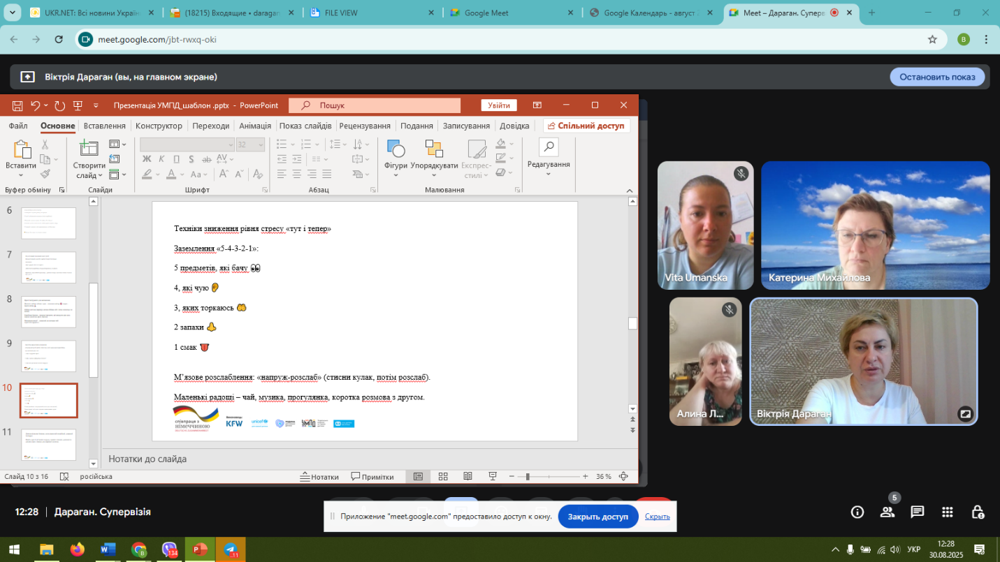 UKR.NET: Всі новини Україн
(18215) Входящие • daragan
FILE VIEW
Google Meet
Google Календарь - август 2
Meet – Дараган. Суперв
meet.google.com/jbt-rwxq-oki
B
Віктрія Дараган (вы, на главном экране)
Остановить показ
Презентація УМПД_шаблон .pptx - PowerPoint
Пошук
Увійти
Файл Основне Вставлення Конструктор Переходи Анімація Показ слайдів Рецензування Подання Записування Довідка Спільний доступ
32
Вставити
Створити слайд
Ж К П S ab AV
А Aa A A
Фігури Упорядкувати Експрес-стилі
Редагування
Буфер обміну Слайди Шрифт Абзац Малювання
6
7
8
9
10
11
Техніки зниження рівня стресу «тут і тепер»
Заземлення «5-4-3-2-1»:
5 предметів, які бачу 👀
4, які чую 👂
3, яких торкаюсь 🤲
2 запахи 👃
1 смак 👅
М’язове розслаблення: «напруж-розслаб» (стисни кулак, потім розслаб).
Маленькі радощі – чай, музика, прогулянка, коротка розмова з другом.
співпраця з
німеччиною
KFW
unicef
УМПД
Нотатки до слайда
Слайд 10 з 16 російська Нотатки Примітки 36 %
Vita Umanska
Катерина Михайлова
Алина Л...
Віктрія Дараган
12:28 | Дараган. Супервізія
Приложение "meet.google.com" предоставило доступ к окну. Закрыть доступ Скрыть
5
134
11
УКР
12:28
30.08.2025